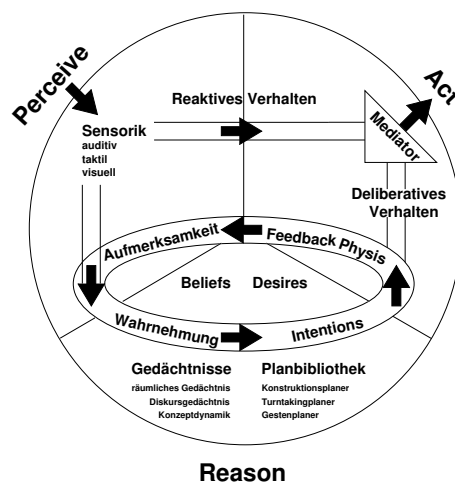 Perceive
Act
Reaktives Verhalten
Mediator
Sensorik
auditiv
taktil
visuell
Deliberatives
Verhalten
Aufmerksamkeit
Feedback Physis
Beliefs
Desires
Wahrnehmung
Intentions
Gedächtnisse
räumliches Gedächtnis
Diskursgedächtnis
Konzeptdynamik
Planbibliothek
Konstruktionsplaner
Turntakingplaner
Gestenplaner
Reason